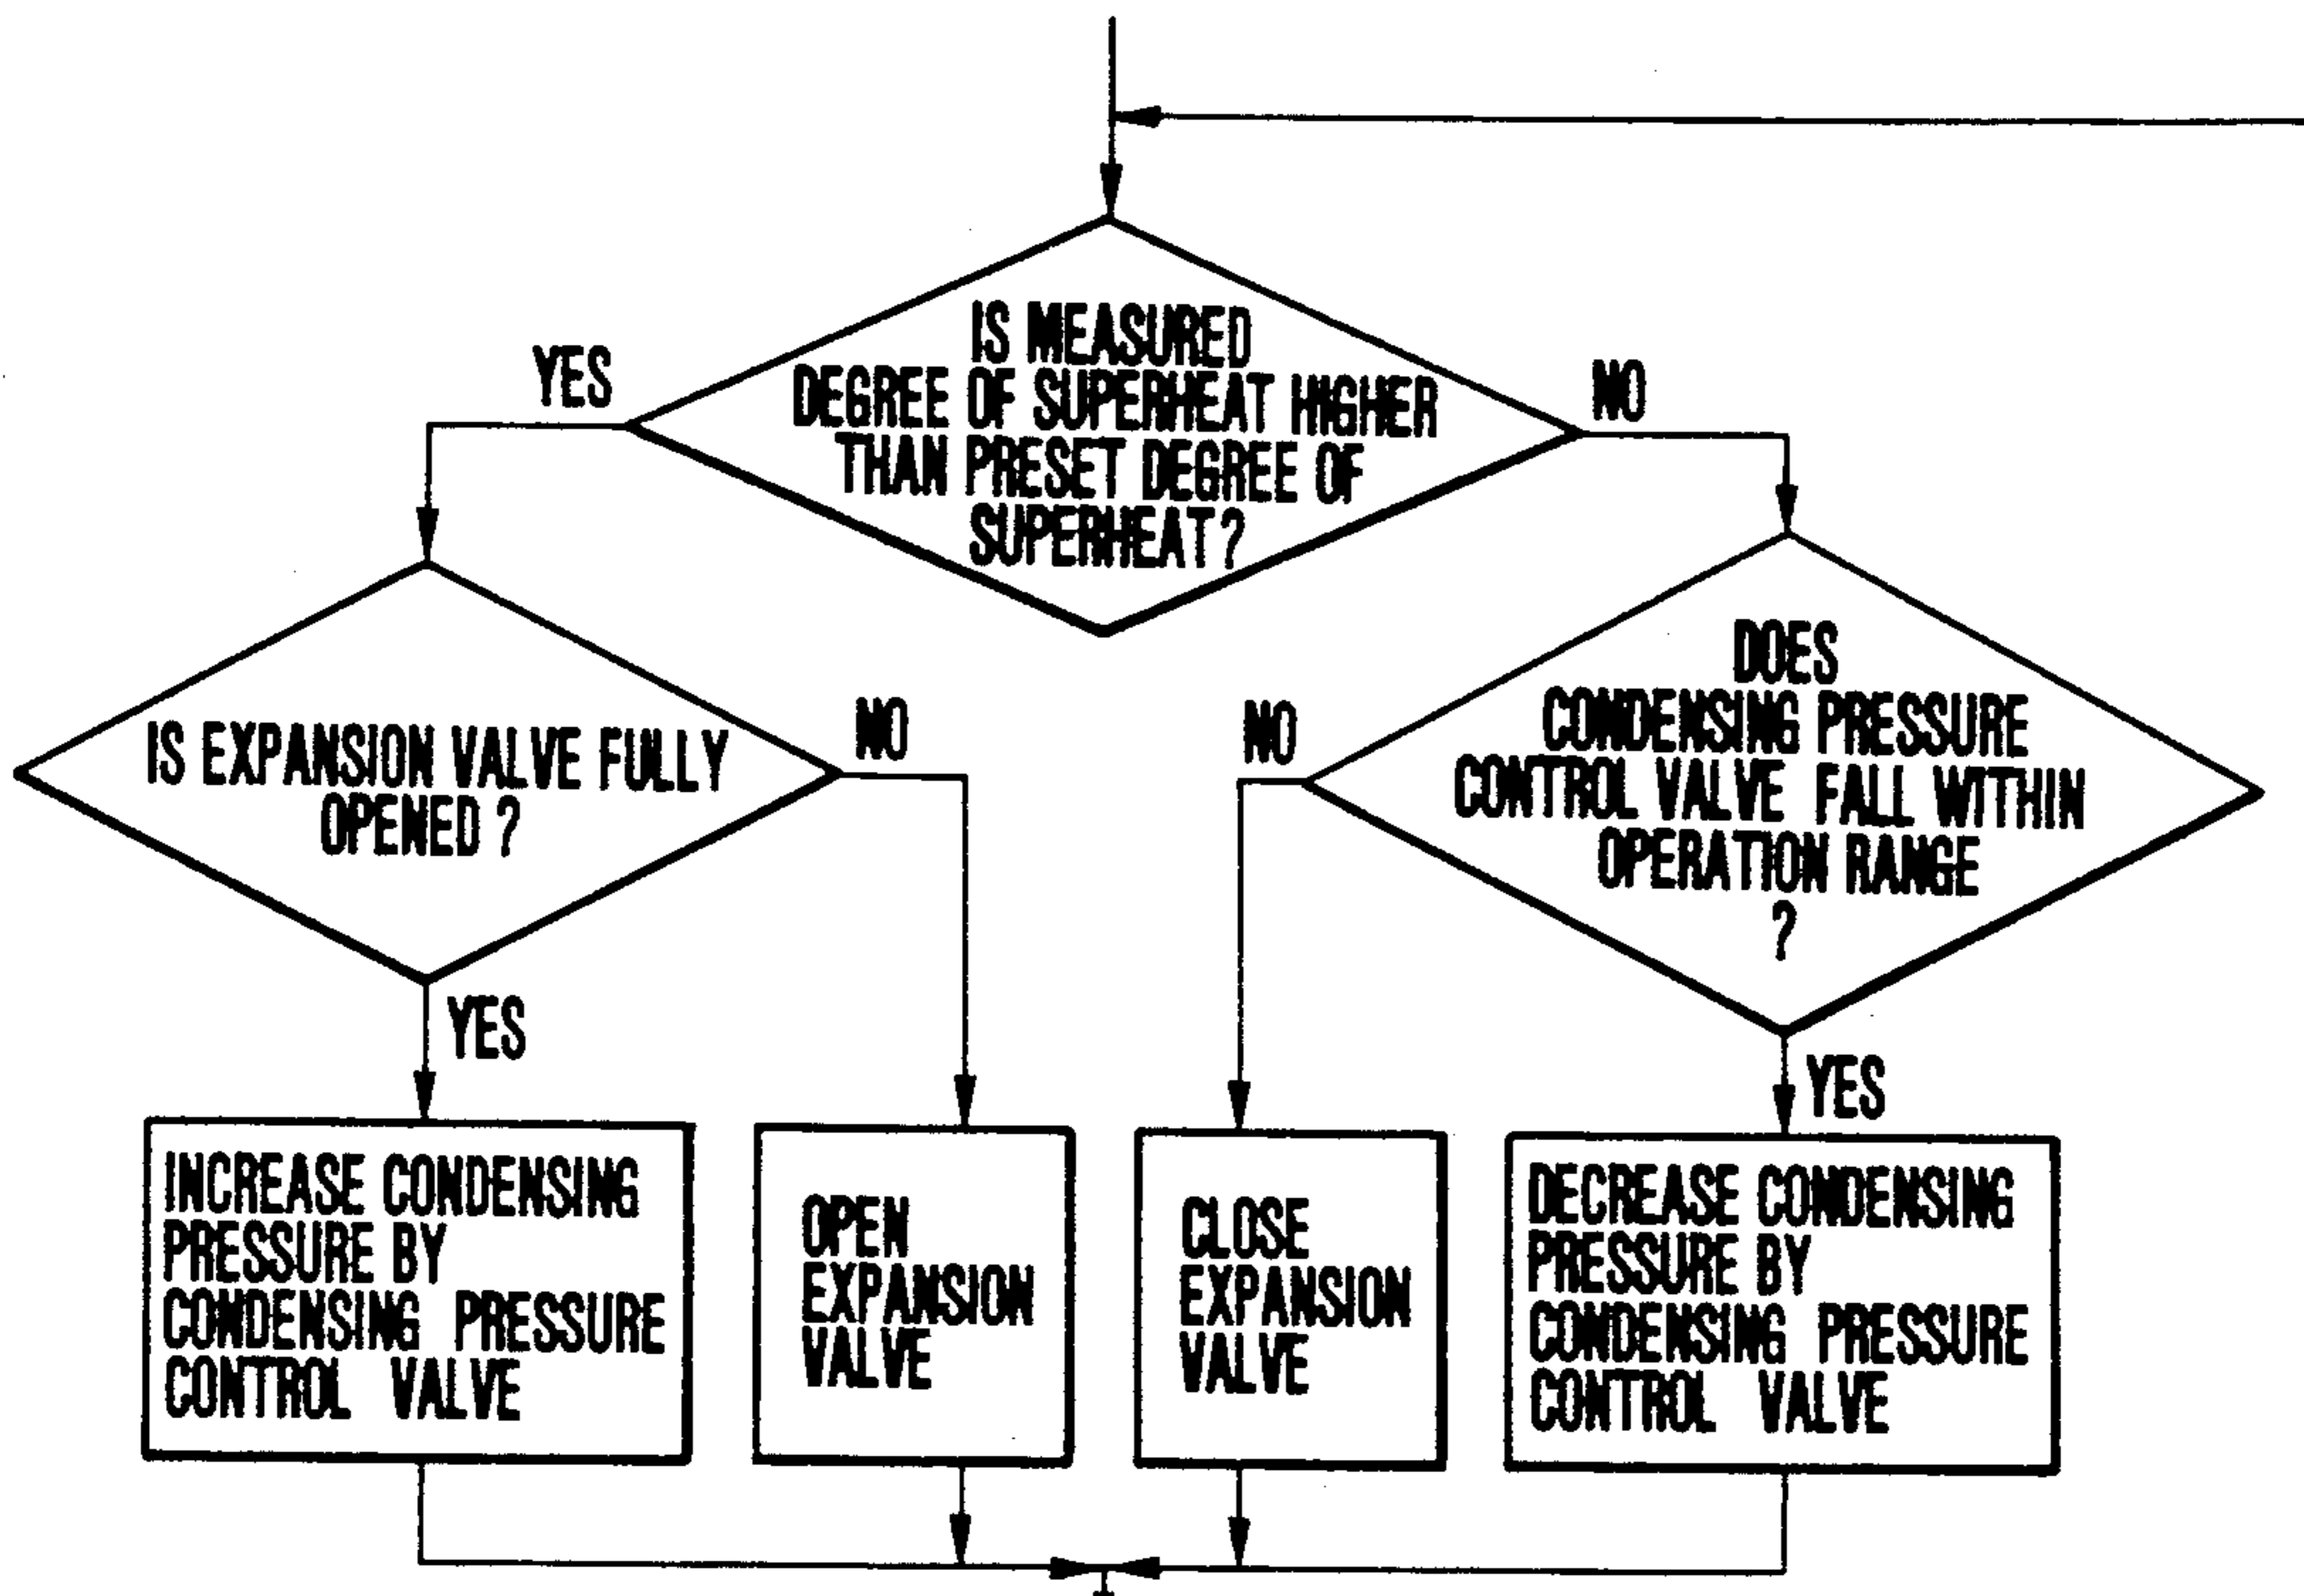 IS MEASURED
DEGREE OF SUPERHEAT HIGHER
THAN PRESET DEGREE OF
SUPERHEAT?
YES
NO
IS EXPANSION VALVE FULLY
OPENED?
NO
YES
DOES
CONDENSING PRESSURE
CONTROL VALVE FALL WITHIN
OPERATION RANGE
?
NO
YES
INCREASE CONDENSING
PRESSURE BY
CONDENSING PRESSURE
CONTROL VALVE
OPEN
EXPANSION
VALVE
CLOSE
EXPANSION
VALVE
DECREASE CONDENSING
PRESSURE BY
CONDENSING PRESSURE
CONTROL VALVE